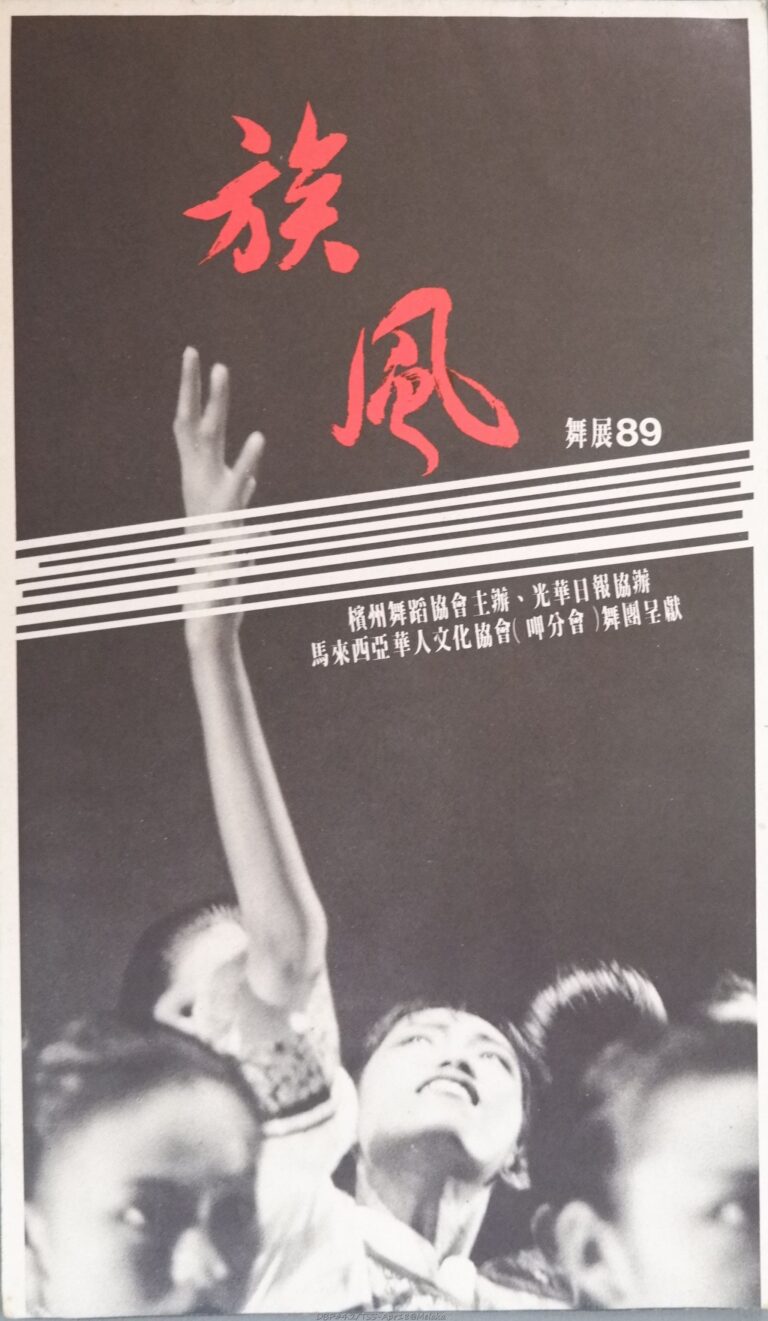 族
風
舞展89
檳州舞蹈協會主辦、光華日報協辦
馬來西亞華人文化協會(呷分會)舞團呈獻